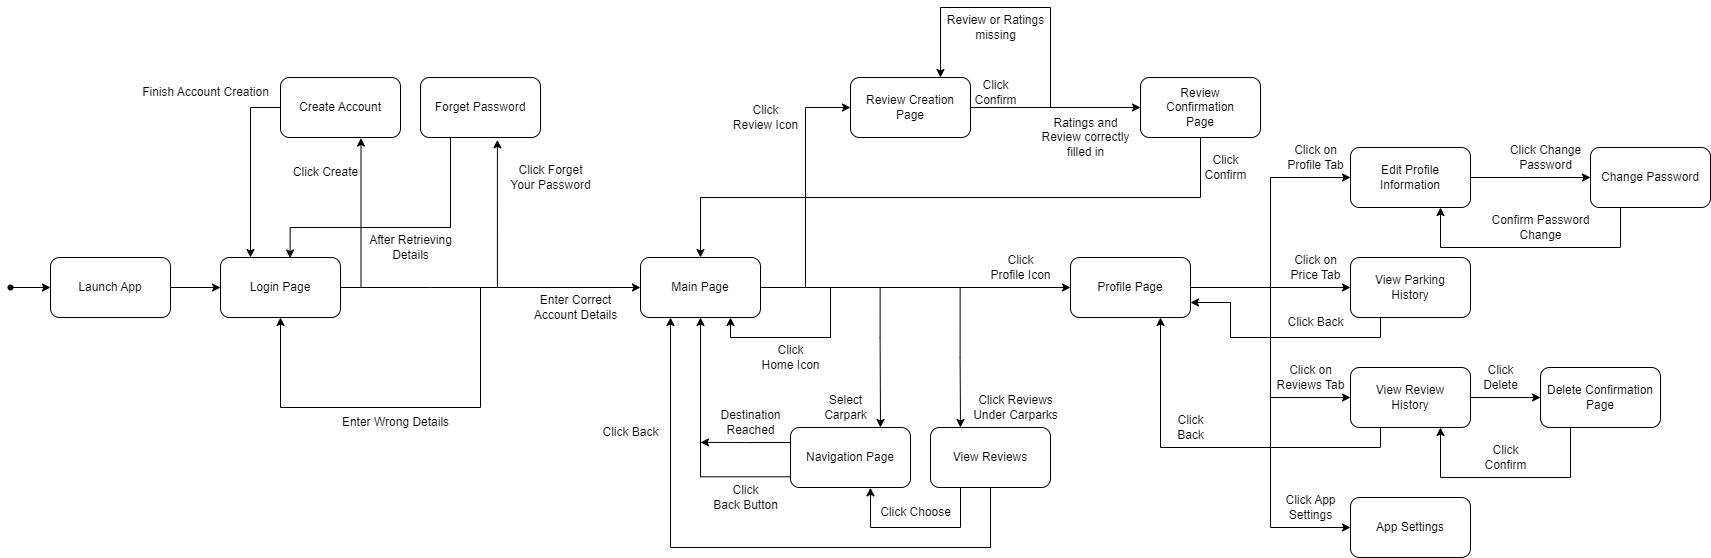 Review or Ratings
missing
Finish Account Creation
Create Account
Forget Password
Click
Review Icon
Review Creation
Page
Click
Confirm
Review
Confirmation
Page
Ratings and
Review correctly
filled in
Click Create
Click Forget
Your Password
Click
Confirm
Click on
Profile Tab
Edit Profile
Information
Click Change
Password
Change Password
Confirm Password
Change
After Retrieving
Details
Launch App
Login Page
Enter Correct
Account Details
Main Page
Click
Profile Icon
Profile Page
Click on
Price Tab
View Parking
History
Click Back
Click
Home Icon
Enter Wrong Details
Click Back
Destination
Reached
Select
Carpark
Click Reviews
Under Carparks
Click
Back
Click on
Reviews Tab
View Review
History
Click
Delete
Delete Confirmation
Page
Click
Confirm
Navigation Page
View Reviews
Click
Back Button
Click Choose
Click App
Settings
App Settings